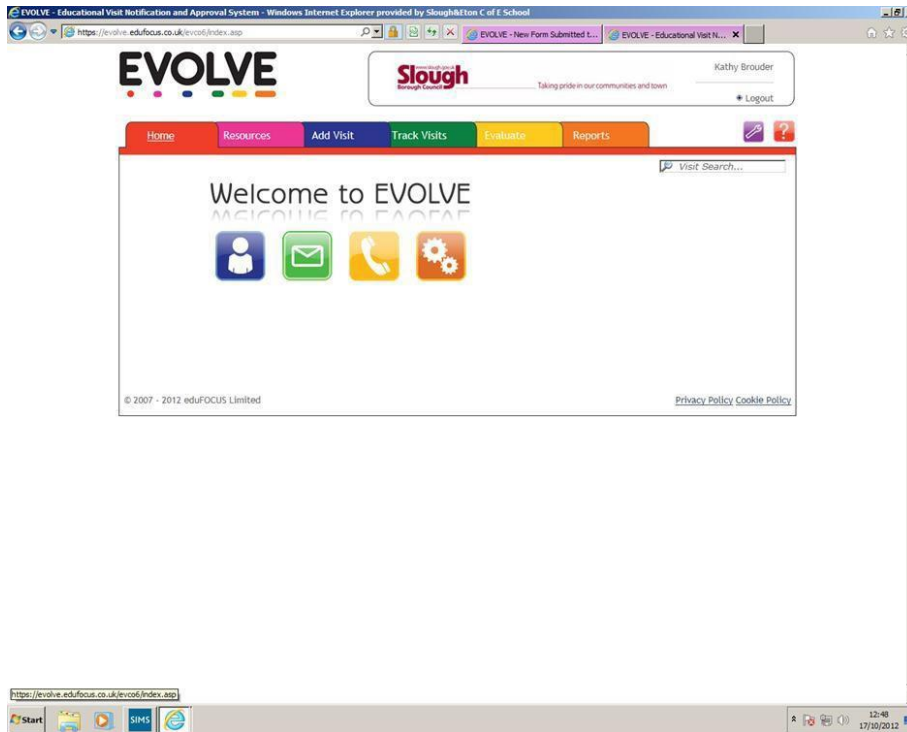 EVOLVE - Educational Visit Notification and Approval System - Windows Internet Explorer provided by Slough&Eton C of E School
https://evolve.edufocus.co.uk/evco6/index.asp
EVOLVE - New Form Submitted t...
EVOLVE - Educational Visit N...
EVOLVE
Slough
Borough Council
Taking pride in our communities and town
Kathy Brouder
Logout
Home Resources Add Visit Track Visits Evaluate Reports
?
Visit Search...
Welcome to EVOLVE
© 2007 - 2012 eduFOCUS Limited
Privacy Policy Cookie Policy
https://evolve.edufocus.co.uk/evco6/index.asp
Start SIMS
12:48
17/10/2012